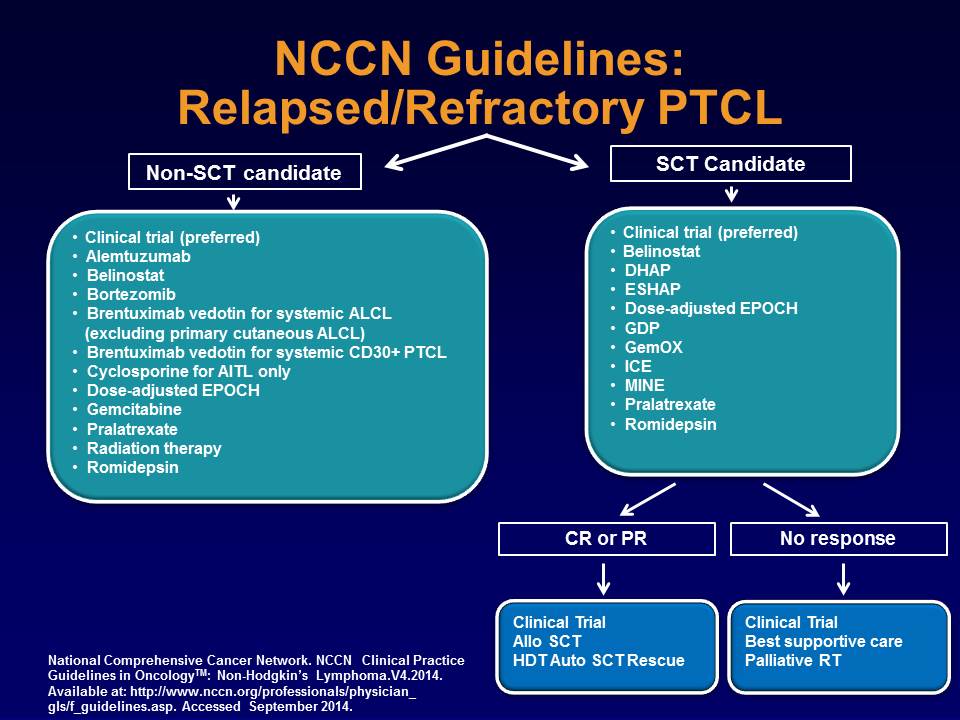 NCCN Guidelines:
Relapsed/Refractory PTCL
Non-SCT candidate
• Clinical trial (preferred)
• Alemtuzumab
• Belinostat
• Bortezomib
• Brentuximab vedotin for systemic ALCL
(excluding primary cutaneous ALCL)
• Brentuximab vedotin for systemic CD30+ PTCL
• Cyclosporine for AITL only
• Dose-adjusted EPOCH
• Gemcitabine
• Pralatrexate
• Radiation therapy
• Romidepsin
SCT Candidate
• Clinical trial (preferred)
• Belinostat
• DHAP
• ESHAP
• Dose-adjusted EPOCH
• GDP
• GemOX
• ICE
• MINE
• Pralatrexate
• Romidepsin
CR or PR
Clinical Trial
Allo SCT
HDT Auto SCT Rescue
No response
Clinical Trial
Best supportive care
Palliative RT
National Comprehensive Cancer Network. NCCN Clinical Practice
Guidelines in Oncology™: Non-Hodgkin's Lymphoma.V4.2014.
Available at: http://www.nccn.org/professionals/physician_
gls/f_guidelines.asp. Accessed September 2014.